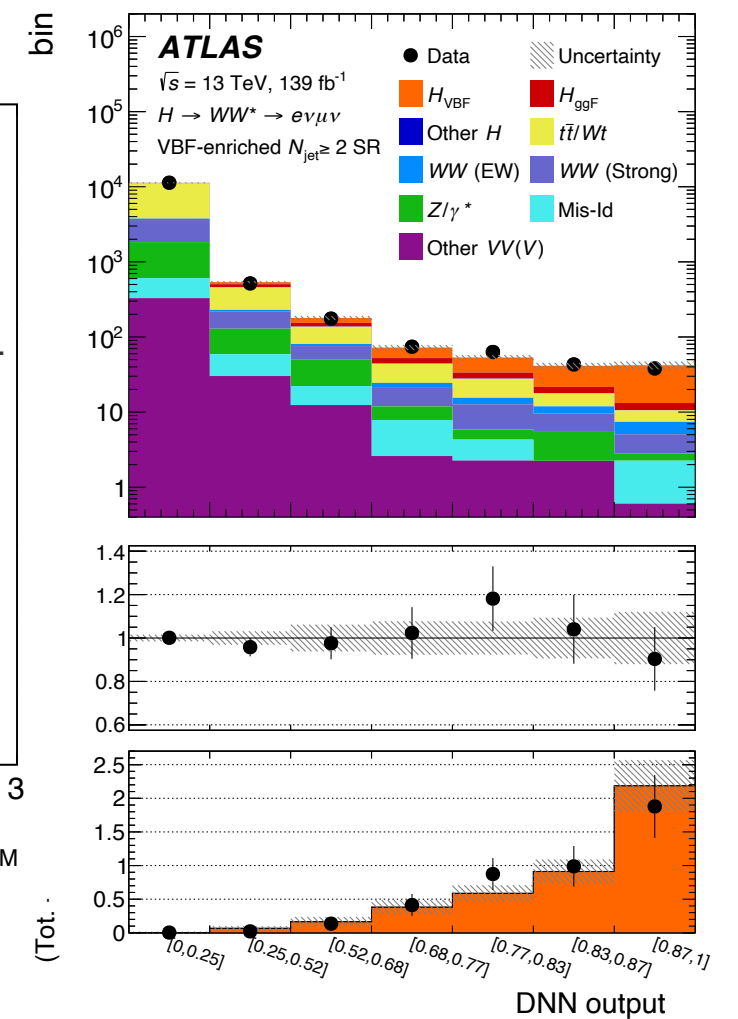 bin
10⁶
10⁵
10⁴
10³
10²
10
1
ATLAS
√s = 13 TeV, 139 fb⁻¹
H → WW* → eνμν
VBF-enriched N_jet ≥ 2 SR
Data
Uncertainty
H_VBF
H_ggF
Other H
tt̄/Wt
WW (EW)
WW (Strong)
Z/γ*
Mis-Id
Other VV(V)
1.4
1.2
1
0.8
0.6
3
M
2.5
2
1.5
1
0.5
0
(Tot.
[0,0.25]
[0.25,0.52]
[0.52,0.68]
[0.68,0.77]
[0.77,0.83]
[0.83,0.87]
[0.87,1]
DNN output